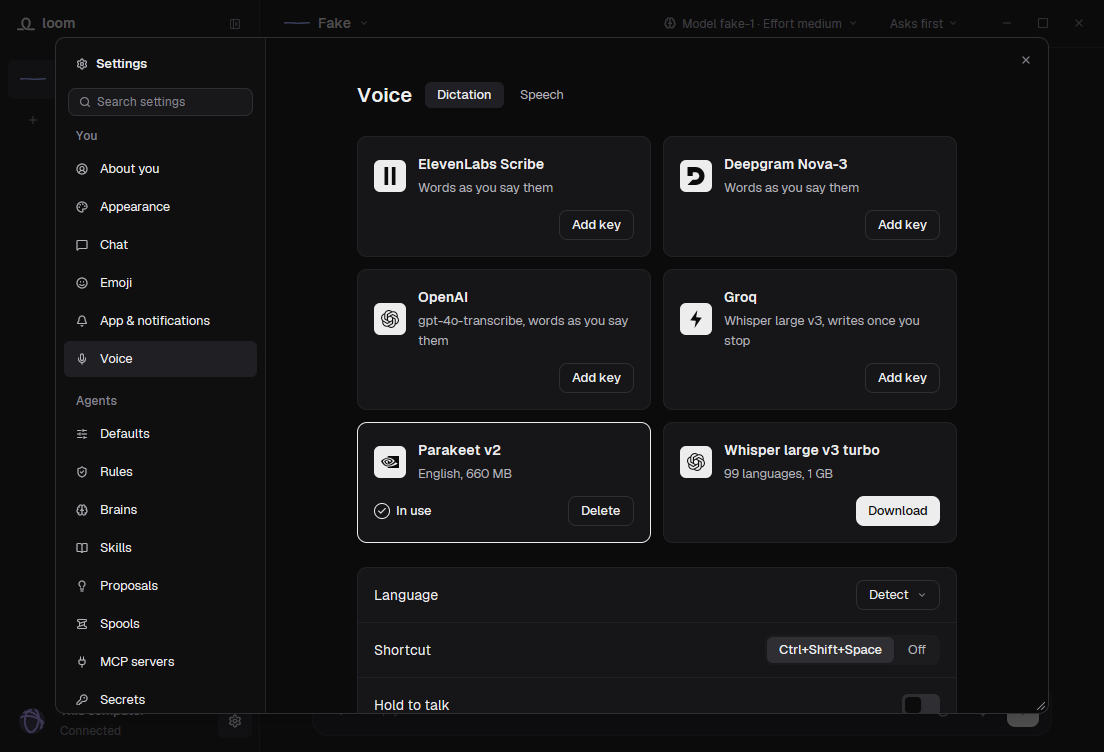 loom
Fake
Model fake-1 · Effort medium
Asks first
Settings
Search settings
You
About you
Appearance
Chat
Emoji
App & notifications
Voice
Agents
Defaults
Rules
Brains
Skills
Proposals
Spools
MCP servers
Secrets
Connected
Voice
Dictation
Speech
ElevenLabs Scribe
Words as you say them
Add key
Deepgram Nova-3
Words as you say them
Add key
OpenAI
gpt-4o-transcribe, words as you say
them
Add key
Groq
Whisper large v3, writes once you
stop
Add key
Parakeet v2
English, 660 MB
In use
Delete
Whisper large v3 turbo
99 languages, 1 GB
Download
Language
Detect
Shortcut
Ctrl+Shift+Space
Off
Hold to talk